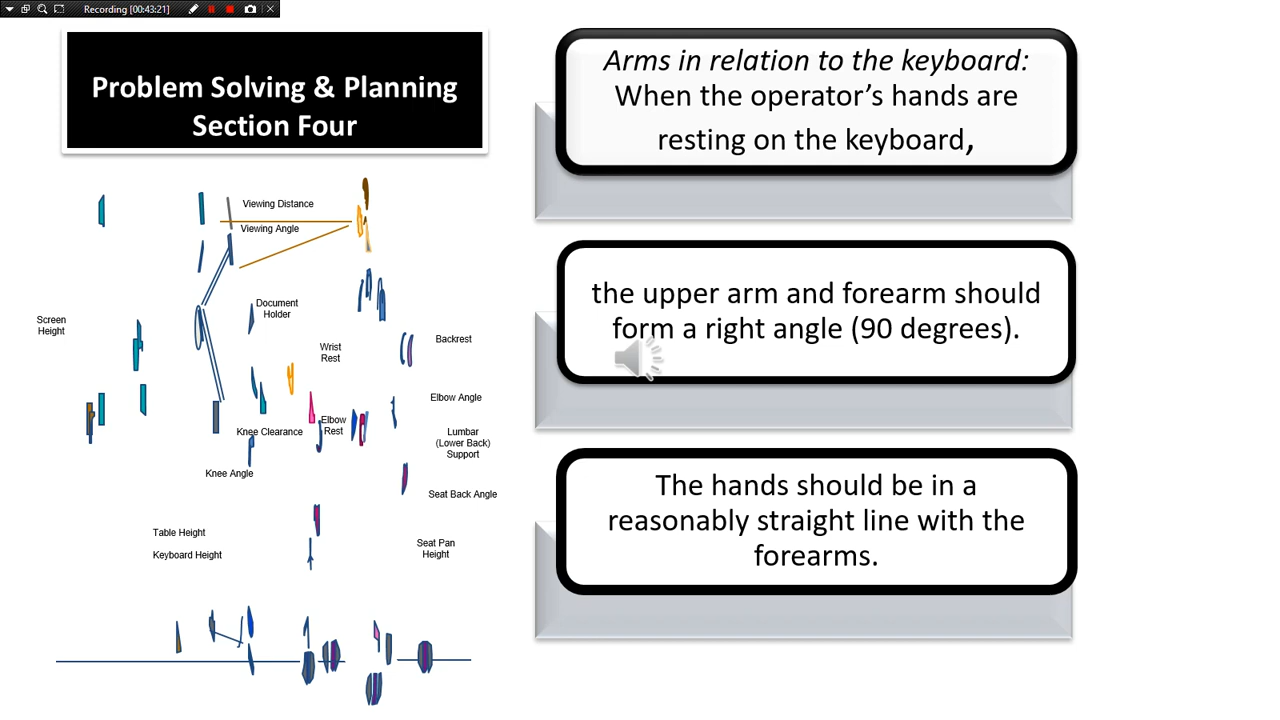 Recording [00:43:21]
Problem Solving & Planning
Section Four
Arms in relation to the keyboard:
When the operator’s hands are
resting on the keyboard,
the upper arm and forearm should
form a right angle (90 degrees).
The hands should be in a
reasonably straight line with the
forearms.
Viewing Distance
Viewing Angle
Document
Holder
Screen
Height
Wrist
Rest
Backrest
Elbow Angle
Elbow
Rest
Knee Clearance
Lumbar
(Lower Back)
Support
Knee Angle
Seat Back Angle
Table Height
Keyboard Height
Seat Pan
Height